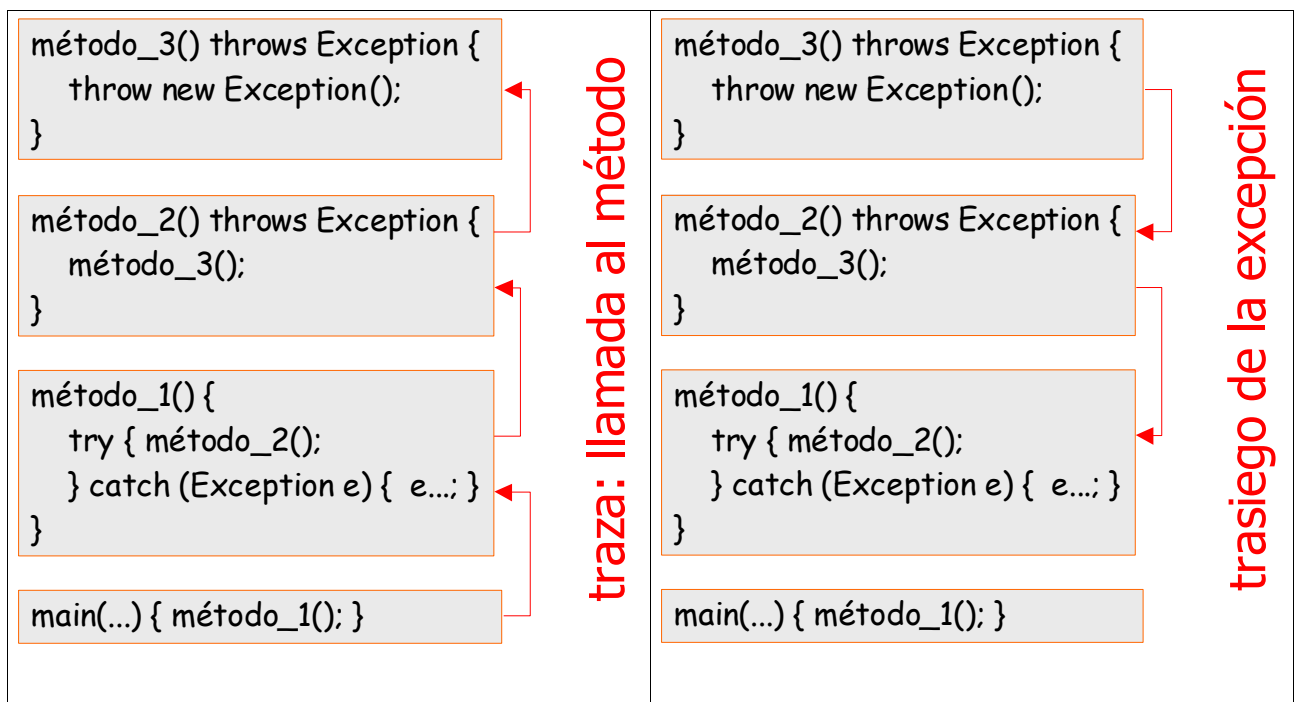 método_3() throws Exception {
throw new Exception();
}
método_2() throws Exception {
método_3();
}
método_1() {
try { método_2();
} catch (Exception e) { e...; }
}
main(...) { método_1(); }
traza: llamada al método
método_3() throws Exception {
throw new Exception();
}
método_2() throws Exception {
método_3();
}
método_1() {
try { método_2();
} catch (Exception e) { e...; }
}
main(...) { método_1(); }
trasiego de la excepción